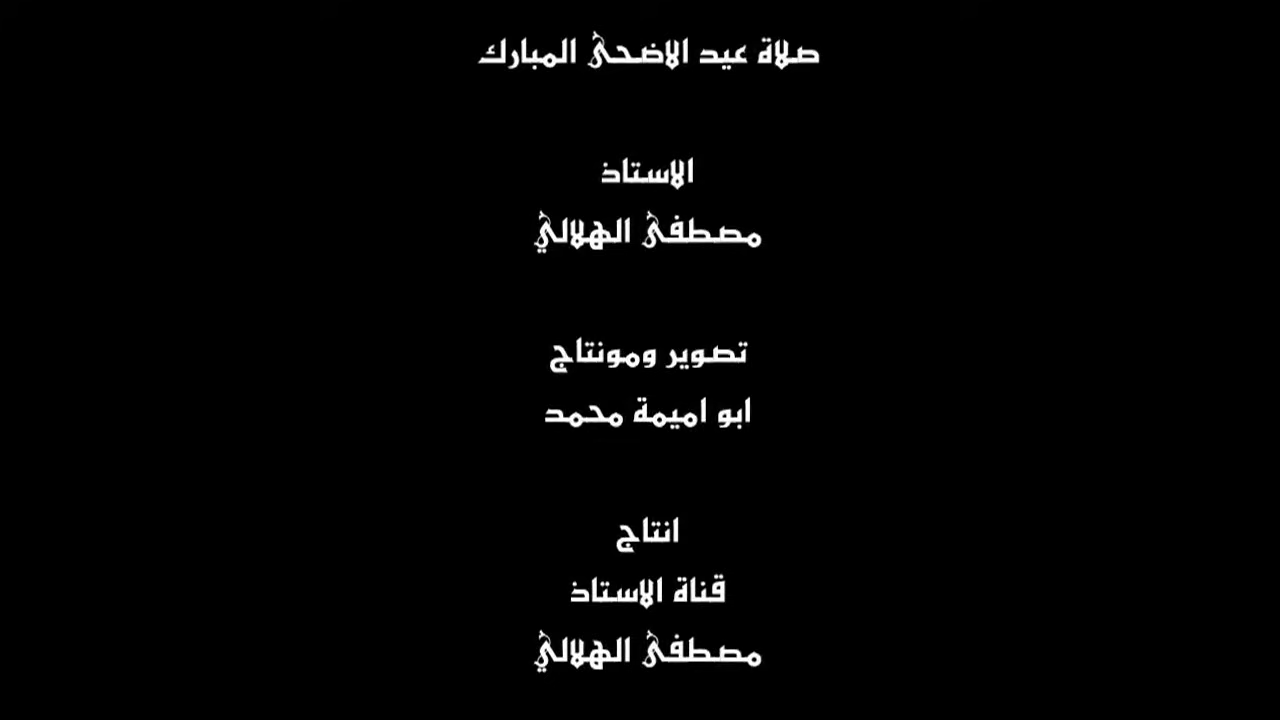 صلاة عيد الاضحى المبارك
الاستاذ
مصطفى الهلالي
تصوير ومونتاج
ابو اميمة محمد
انتاج
قناة الاستاذ
مصطفى الهلالي